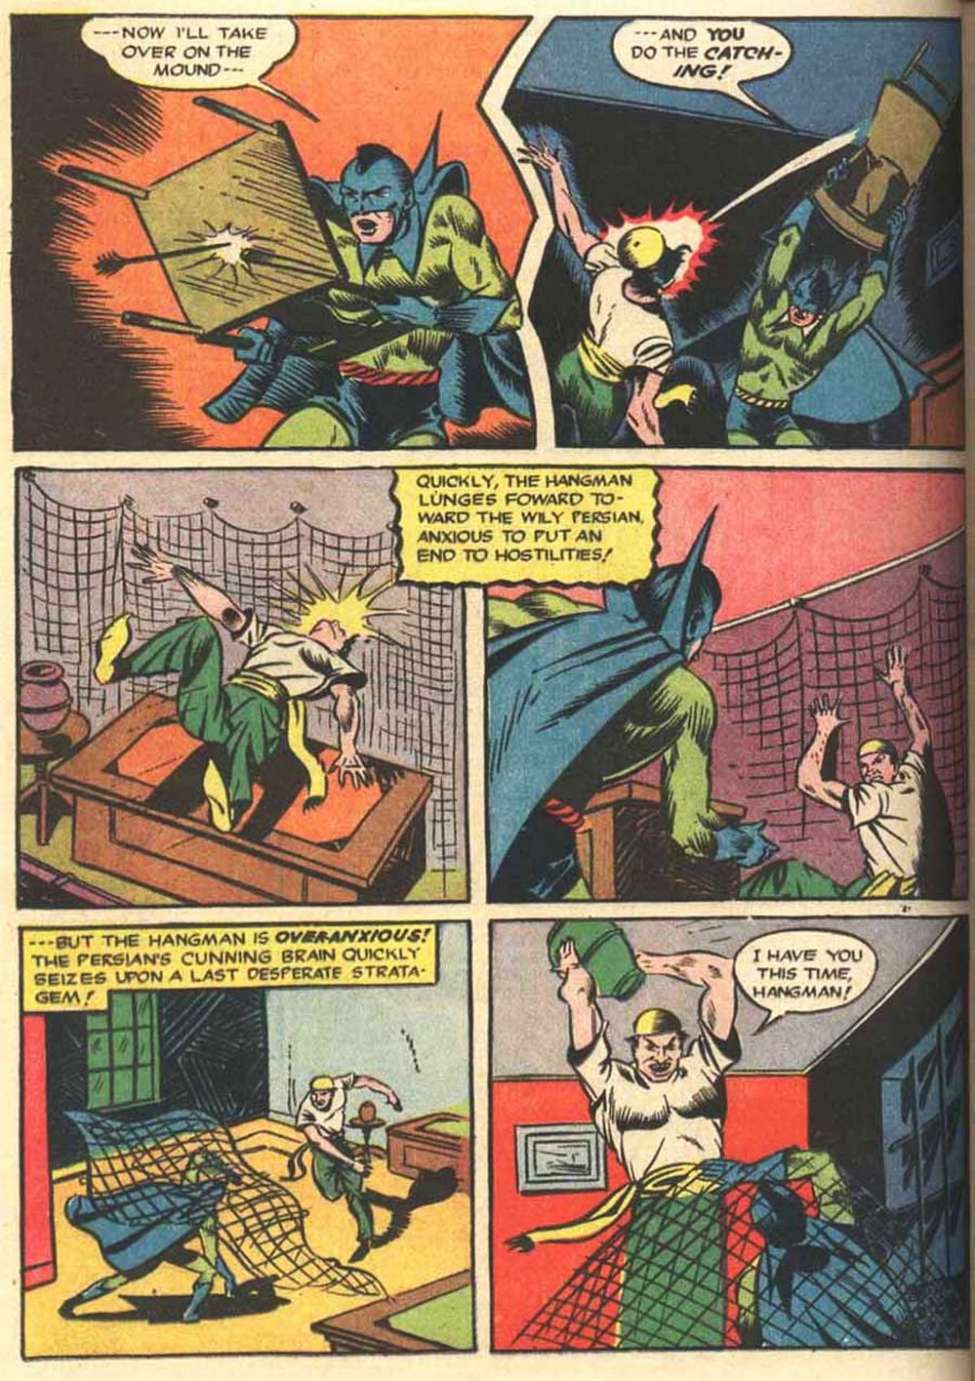 ---NOW I'LL TAKE
OVER ON THE
MOUND---
---AND YOU
DO THE CATCH-
ING!
QUICKLY, THE HANGMAN
LUNGES FOWARD TO-
WARD THE WILY PERSIAN,
ANXIOUS TO PUT AN
END TO HOSTILITIES!
---BUT THE HANGMAN IS OVER-ANXIOUS!
THE PERSIAN'S CUNNING BRAIN QUICKLY
SEIZES UPON A LAST DESPERATE STRATA-
GEM!
I HAVE YOU
THIS TIME,
HANGMAN!